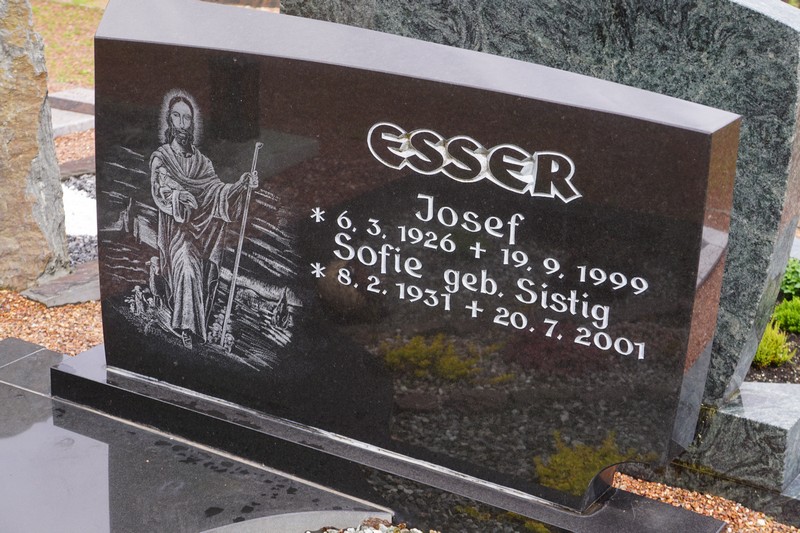 ESSER
Josef
* 6. 3. 1926 + 19. 9. 1999
Sofie geb. Sistig
* 8. 2. 1931 + 20. 7. 2001